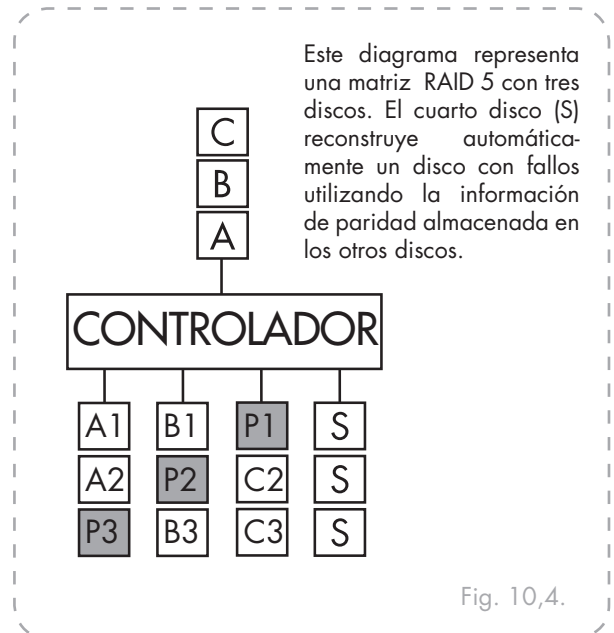 Este diagrama representa
una matriz RAID 5 con tres
discos. El cuarto disco (S)
reconstruye automática-
mente un disco con fallos
utilizando la información
de paridad almacenada en
los otros discos.
C
B
A
CONTROLADOR
A1 B1 P1 S
A2 P2 C2 S
P3 B3 C3 S
Fig. 10,4.